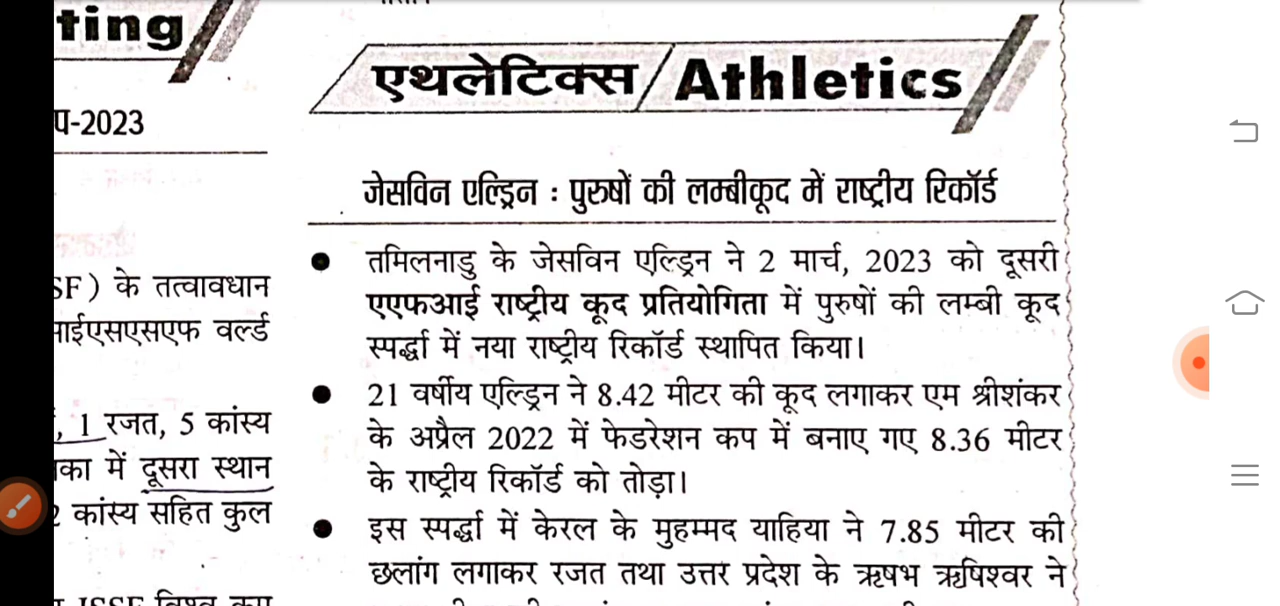 ting
प-2023
SF) के तत्वावधान
आईएसएसएफ वर्ल्ड
, 1 रजत, 5 कांस्य
का में दूसरा स्थान
2 कांस्य सहित कुल
एथलेटिक्स/Athletics
जेसविन एल्ड्रिन : पुरुषों की लम्बीकूद में राष्ट्रीय रिकॉर्ड
● तमिलनाडु के जेसविन एल्ड्रिन ने 2 मार्च, 2023 को दूसरी
एएफआई राष्ट्रीय कूद प्रतियोगिता में पुरुषों की लम्बी कूद
स्पर्द्धा में नया राष्ट्रीय रिकॉर्ड स्थापित किया।
● 21 वर्षीय एल्ड्रिन ने 8.42 मीटर की कूद लगाकर एम श्रीशंकर
के अप्रैल 2022 में फेडरेशन कप में बनाए गए 8.36 मीटर
के राष्ट्रीय रिकॉर्ड को तोड़ा।
● इस स्पर्द्धा में केरल के मुहम्मद याहिया ने 7.85 मीटर की
छलांग लगाकर रजत तथा उत्तर प्रदेश के ऋषभ ऋषिश्वर ने